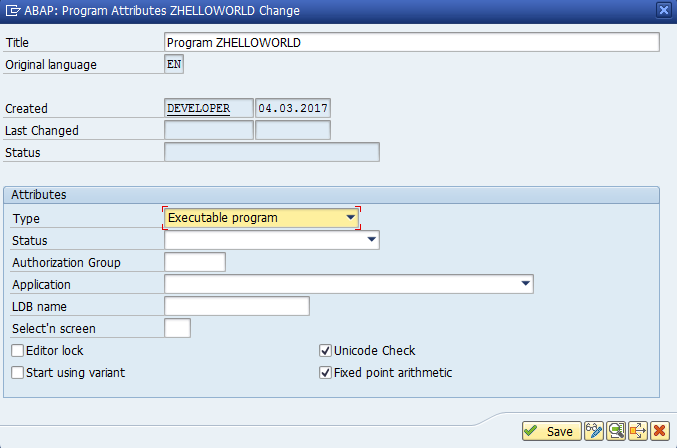 ABAP: Program Attributes ZHELLOWORLD Change
Title Program ZHELLOWORLD
Original language EN
Created DEVELOPER 04.03.2017
Last Changed
Status
Attributes
Type Executable program
Status
Authorization Group
Application
LDB name
Select'n screen
Editor lock Unicode Check
Start using variant Fixed point arithmetic
Save